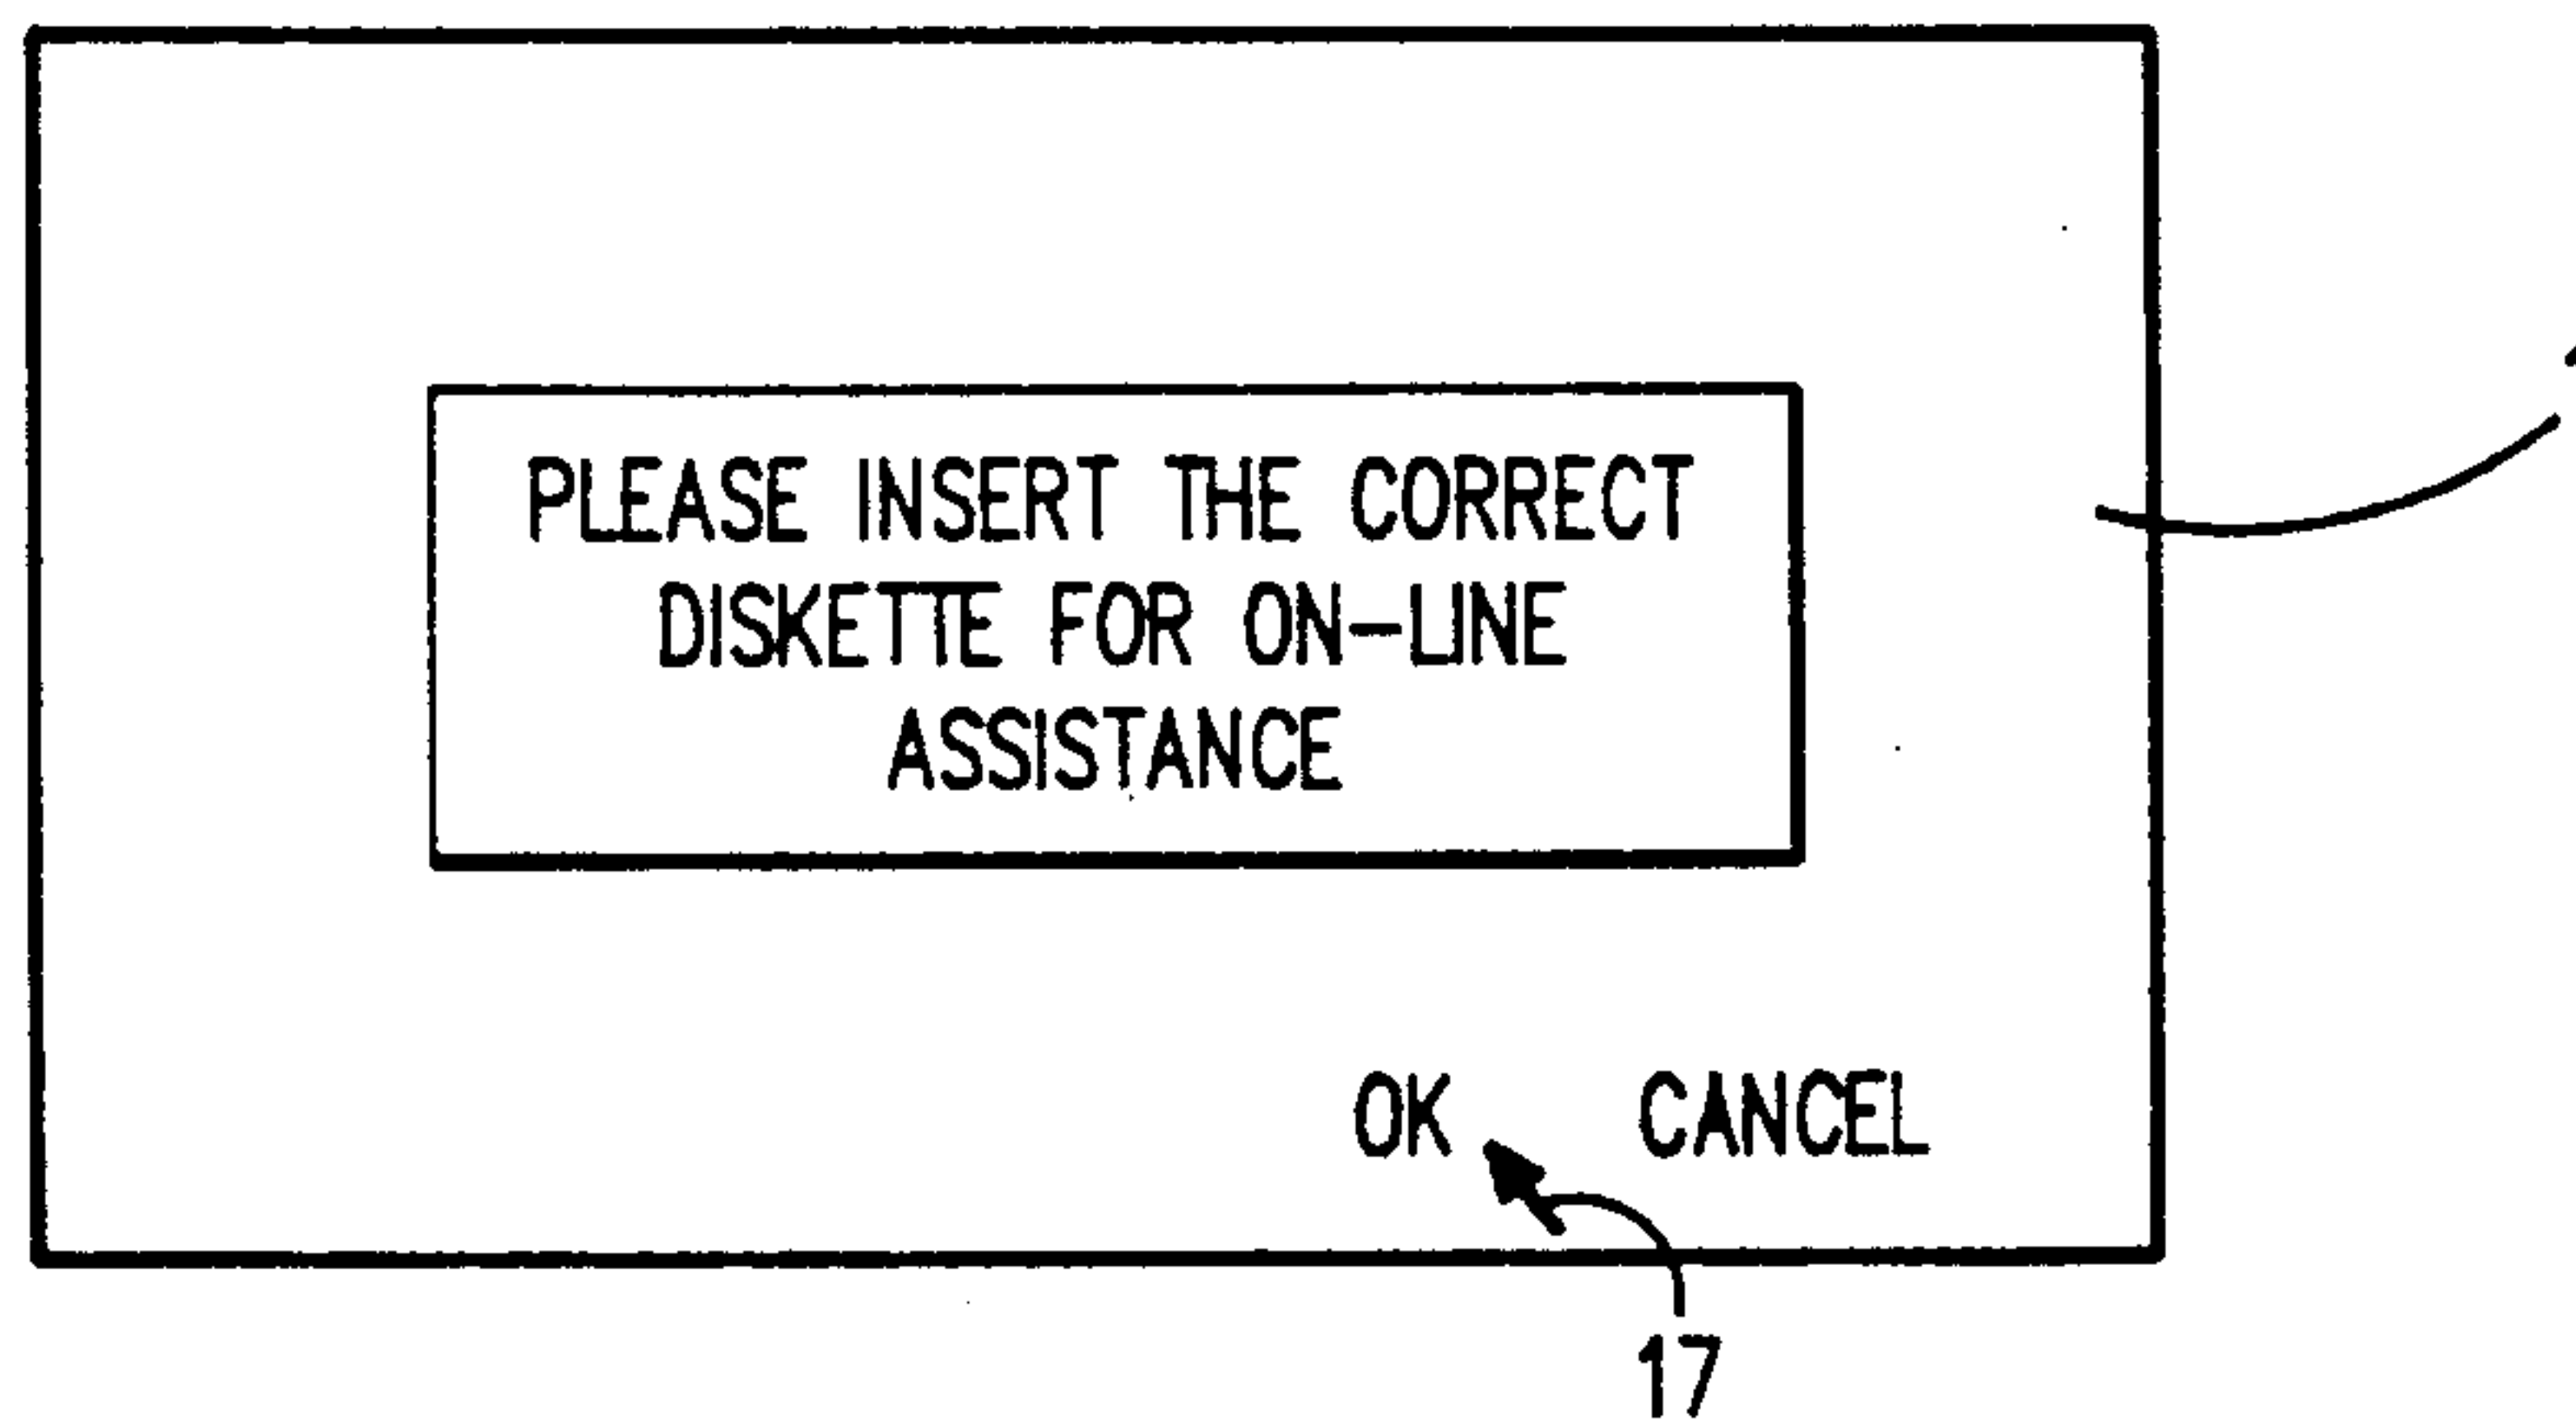 PLEASE INSERT THE CORRECT
DISKETTE FOR ON-LINE
ASSISTANCE
OK CANCEL
17